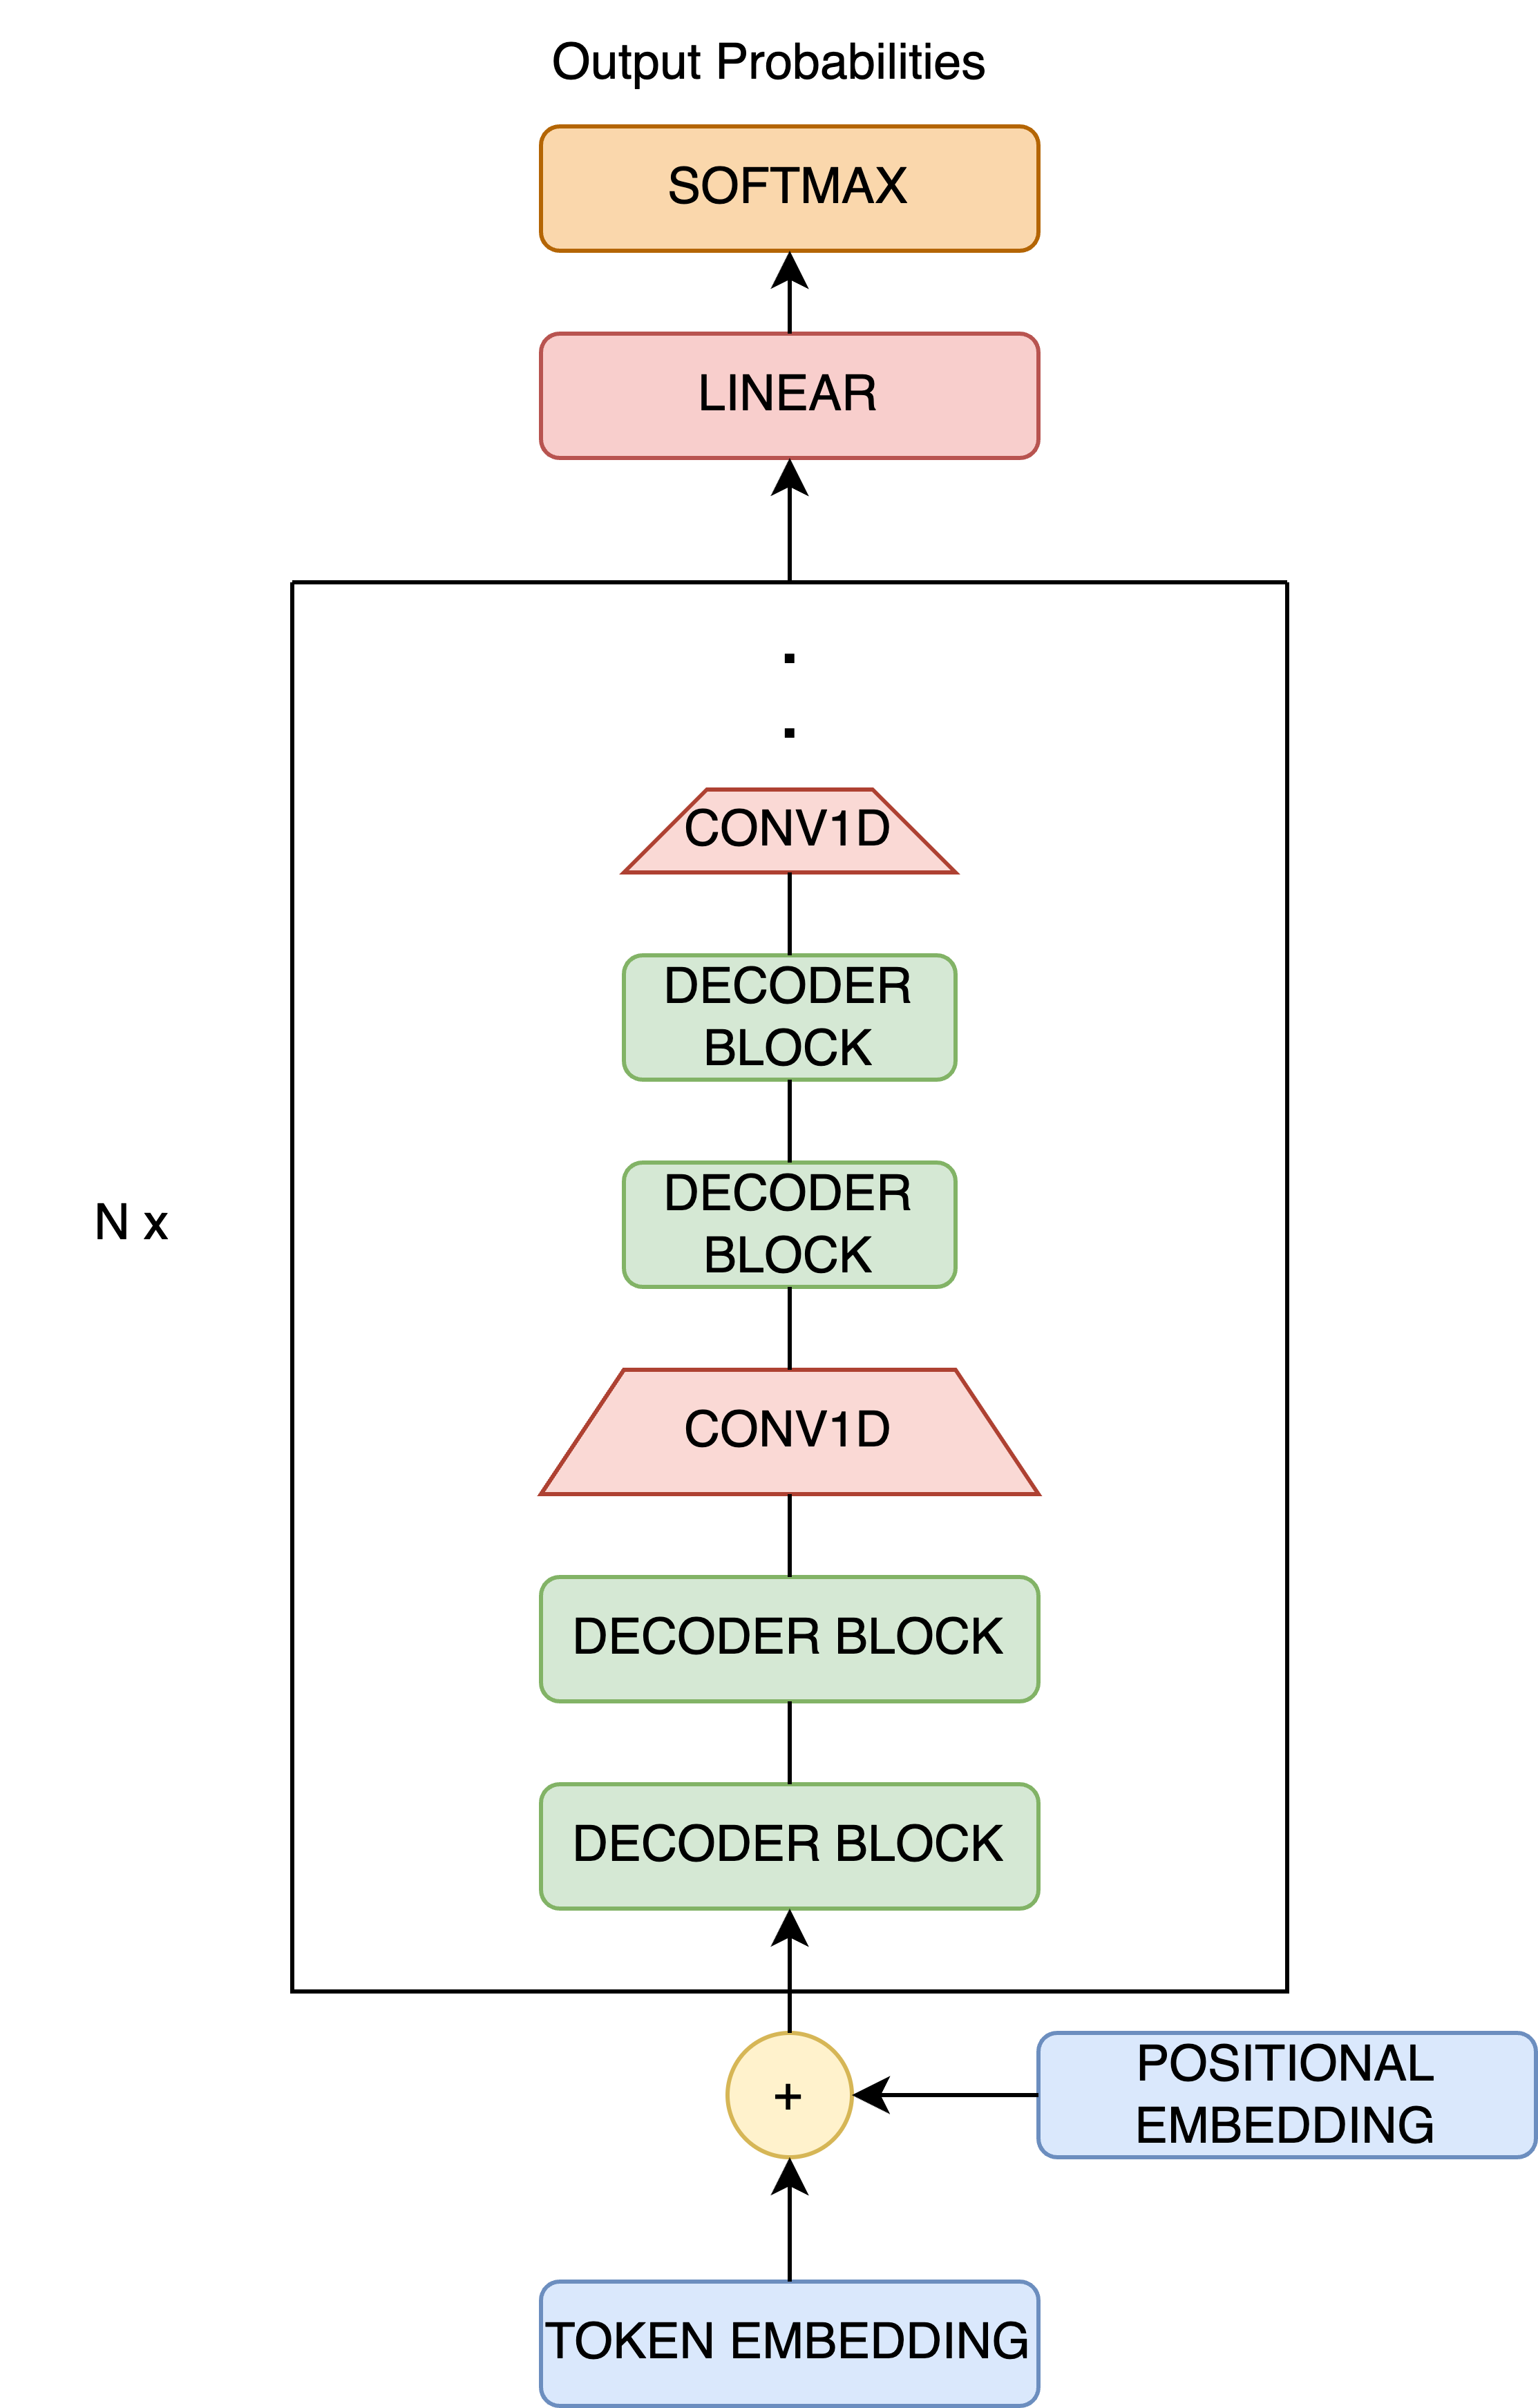 Output Probabilities
SOFTMAX
LINEAR
.
.
CONV1D
DECODER
BLOCK
DECODER
BLOCK
N x
CONV1D
DECODER BLOCK
DECODER BLOCK
+
POSITIONAL
EMBEDDING
TOKEN EMBEDDING